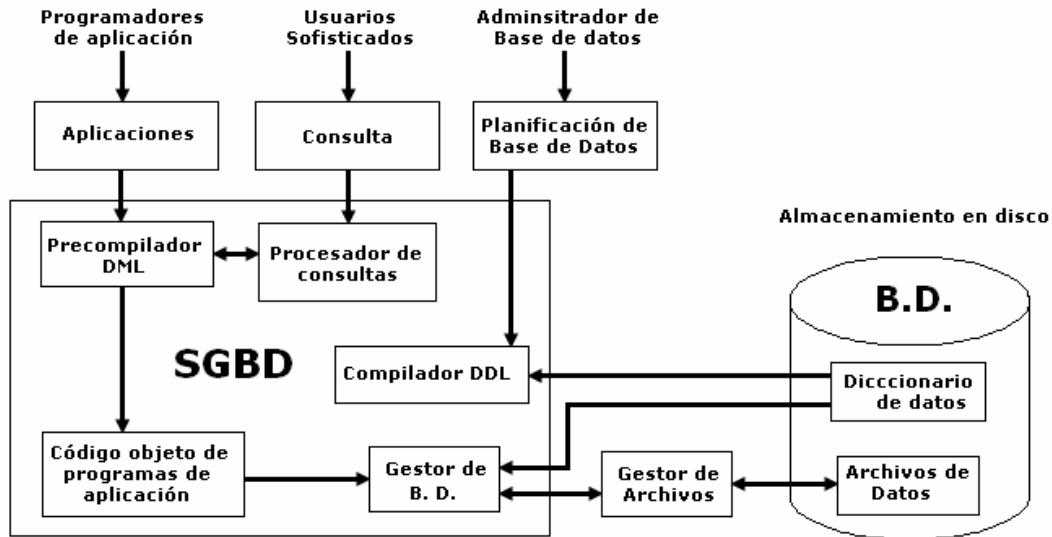 Programadores
de aplicación
Usuarios
Sofisticados
Adminsitrador de
Base de datos
Aplicaciones
Consulta
Planificación de
Base de Datos
Almacenamiento en disco
Precompilador
DML
Procesador de
consultas
B.D.
SGBD
Compilador DDL
Dicccionario
de datos
Código objeto de
programas de
aplicación
Gestor de
B. D.
Gestor de
Archivos
Archivos de
Datos